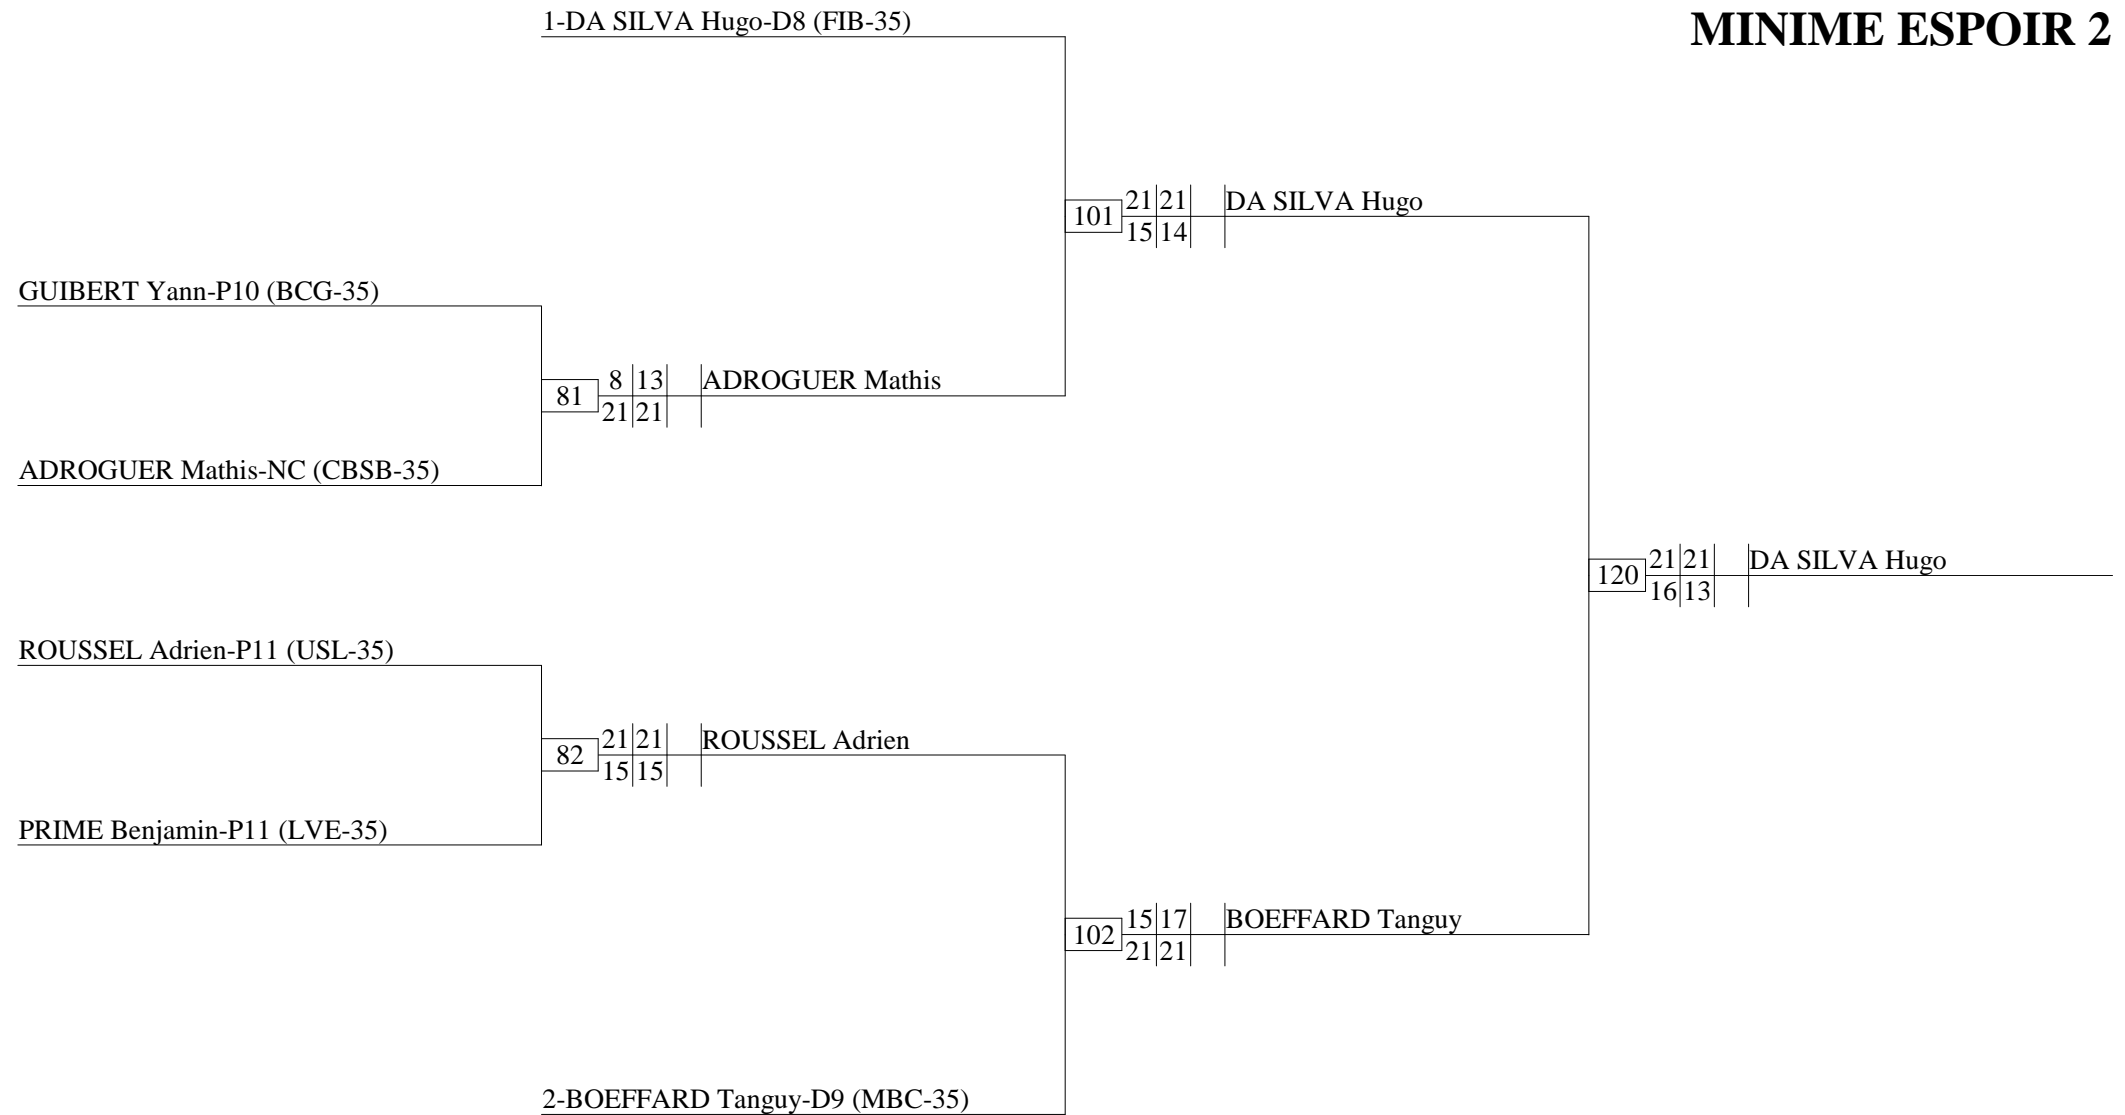 1-DA SILVA Hugo-D8 (FIB-35)
MINIME ESPOIR 2
21 21 DA SILVA Hugo
101
15 14
GUIBERT Yann-P10 (BCG-35)
8 13 ADROGUER Mathis
81
21 21
ADROGUER Mathis-NC (CBSB-35)
21 21 DA SILVA Hugo
120
16 13
ROUSSEL Adrien-P11 (USL-35)
21 21 ROUSSEL Adrien
82
15 15
PRIME Benjamin-P11 (LVE-35)
15 17 BOEFFARD Tanguy
102
21 21
2-BOEFFARD Tanguy-D9 (MBC-35)